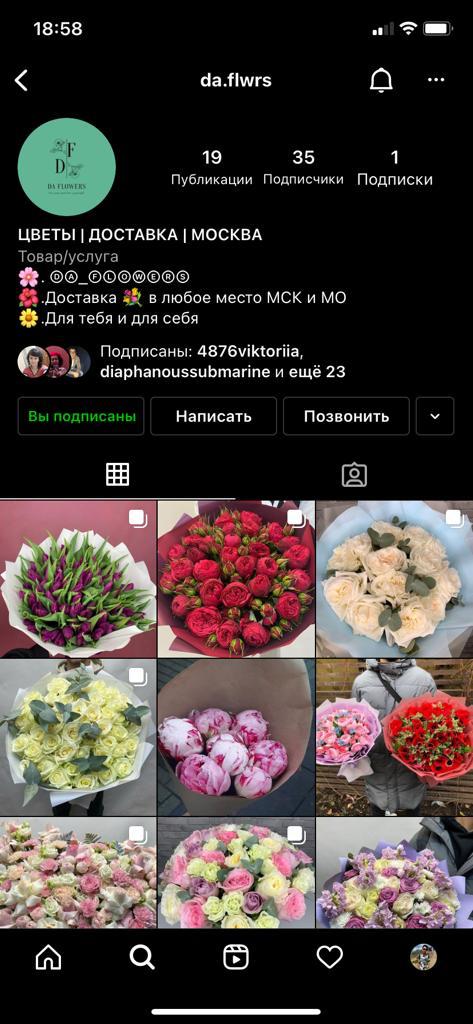 18:58
da.flwrs
D F
DA FLOWERS
19 35 1
Публикации Подписчики Подписки
ЦВЕТЫ | ДОСТАВКА | МОСКВА
Товар/услуга
🌸. ⒹⒶ_ⒻⓁⓄⓌⒺⓇⓈ
🌺.Доставка 💐 в любое место МСК и МО
🌼.Для тебя и для себя
Подписаны: 4876viktoriia,
diaphanoussubmarine и ещё 23
Вы подписаны Написать Позвонить